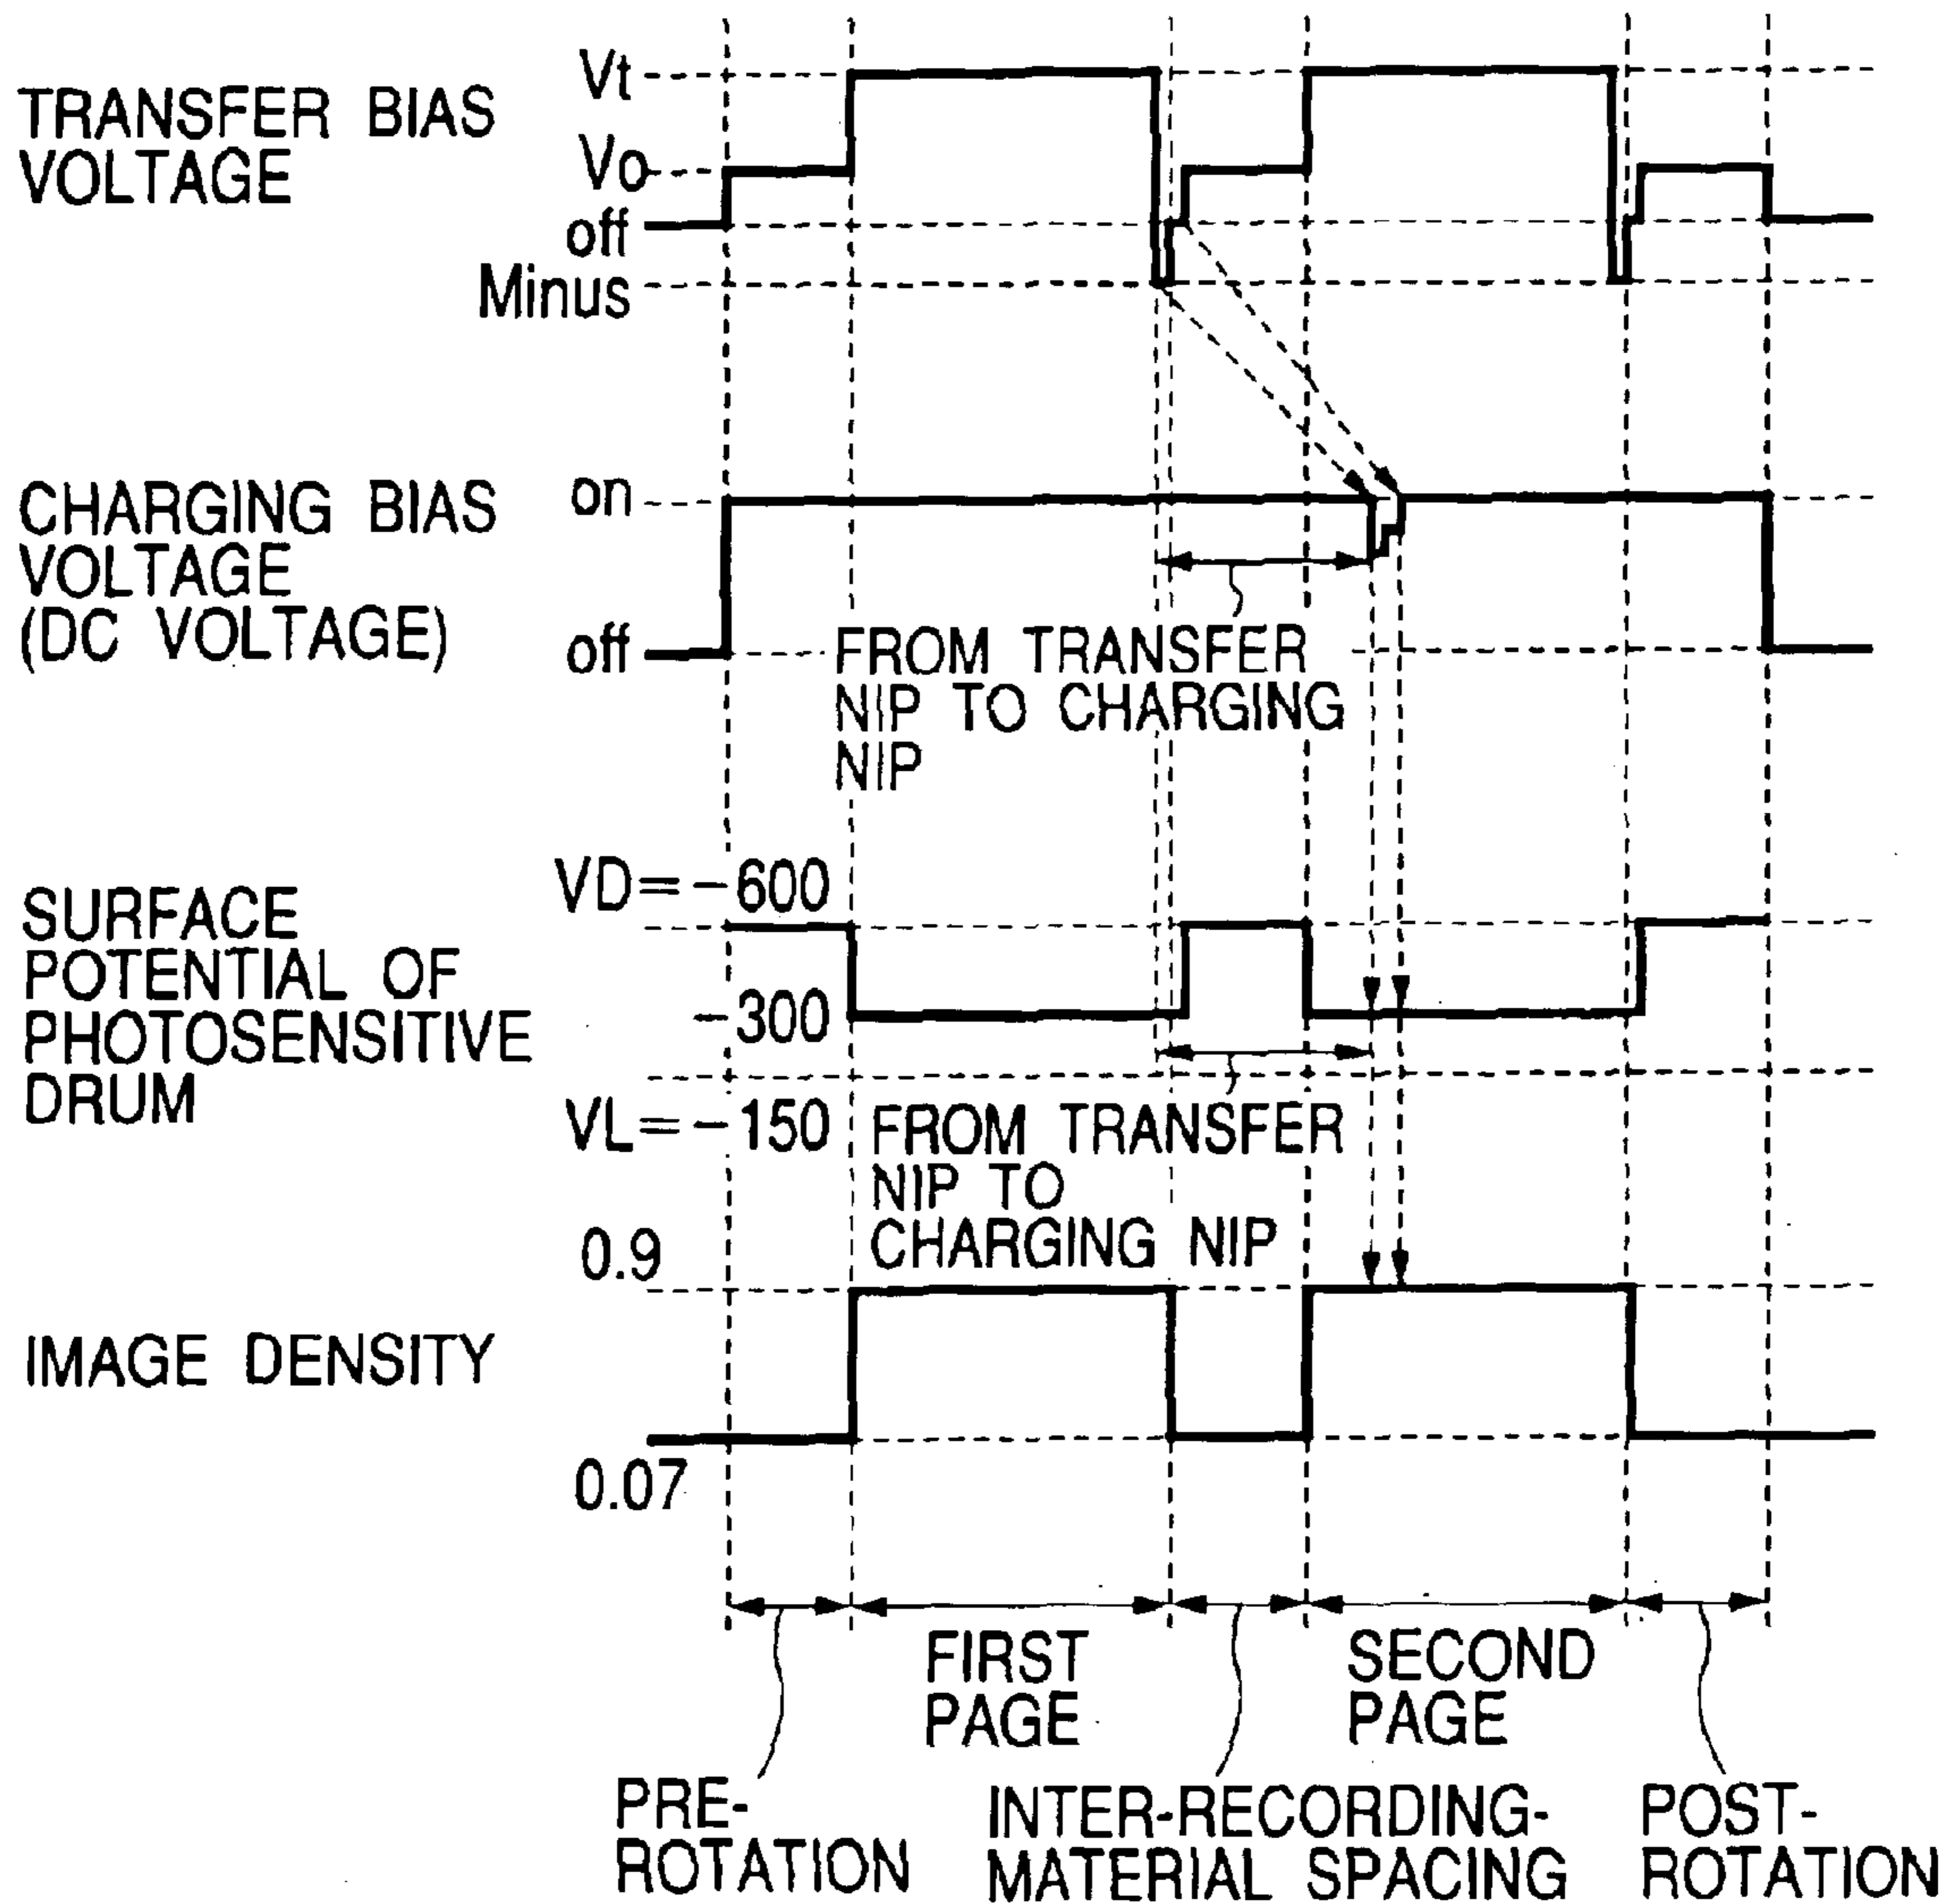 TRANSFER BIAS
VOLTAGE
Vt
Vo
off
Minus
CHARGING BIAS
VOLTAGE
(DC VOLTAGE)
on
off
FROM TRANSFER
NIP TO CHARGING
NIP
SURFACE
POTENTIAL OF
PHOTOSENSITIVE
DRUM
VD=-600
-300
VL=-150
FROM TRANSFER
NIP TO
CHARGING NIP
IMAGE DENSITY
0.9
0.07
FIRST
PAGE
SECOND
PAGE
PRE-
ROTATION
INTER-RECORDING-
MATERIAL SPACING
POST-
ROTATION